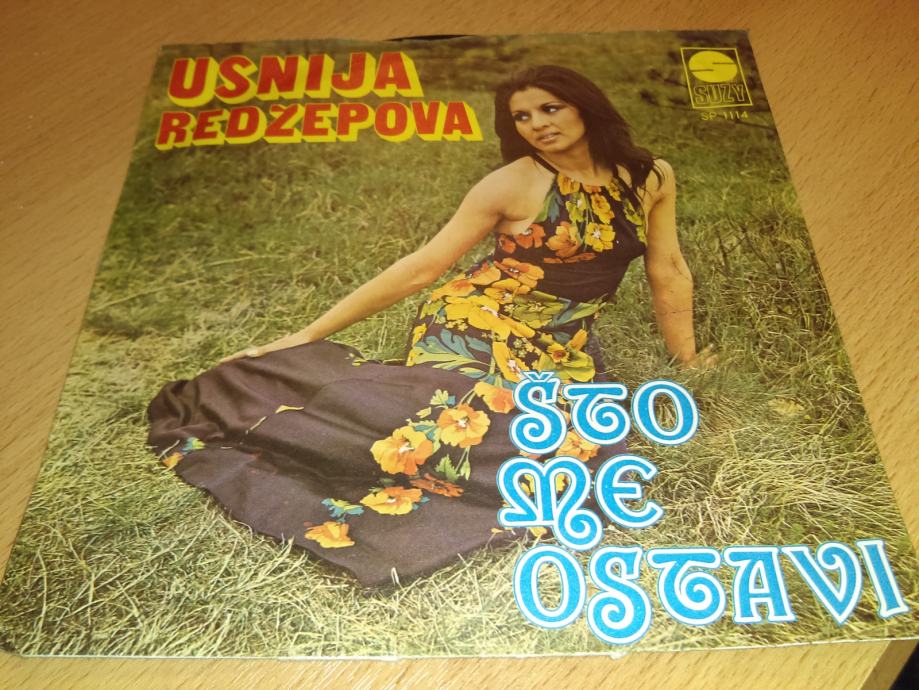 USNIJA
REDŽEPOVA
S
SUZY
SP 1114
ŠTO
ME
OSTAVI